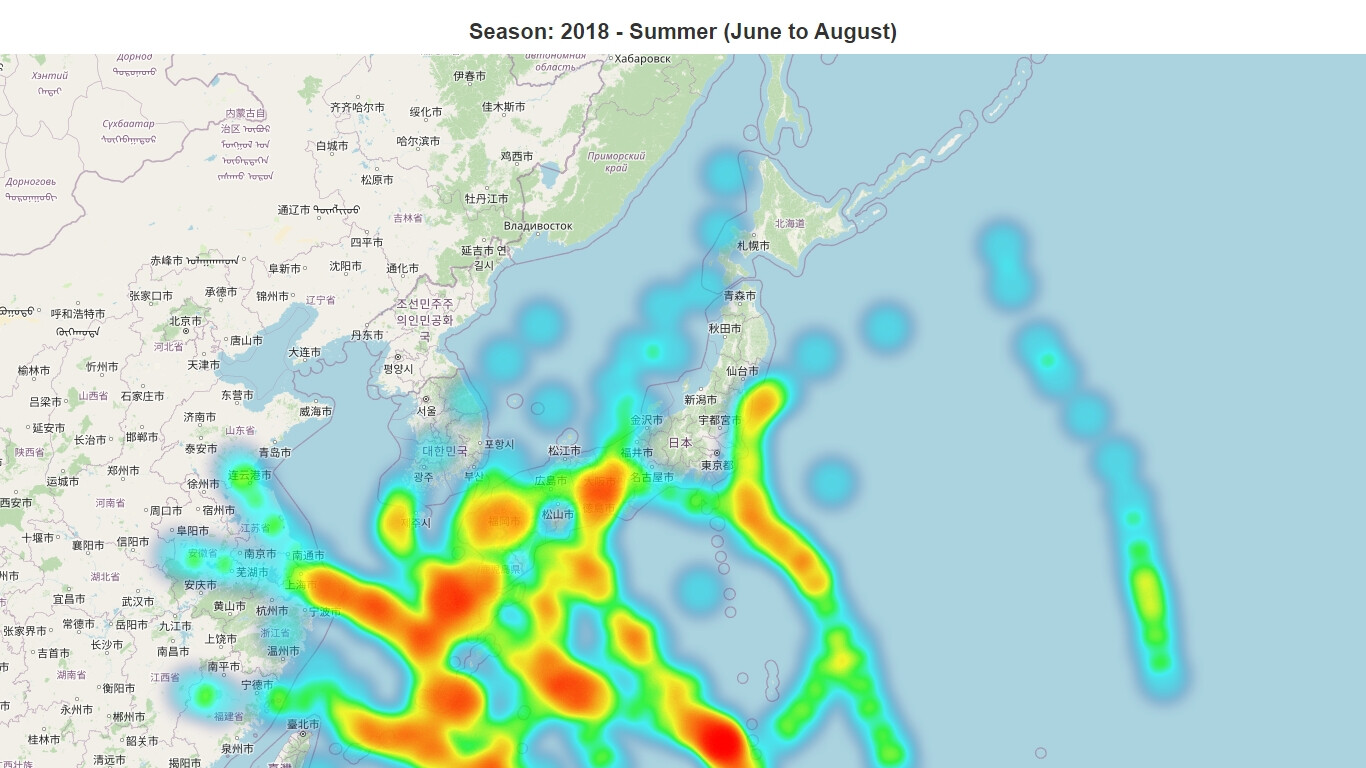 Season: 2018 - Summer (June to August)
Дорнод
Хэнтий
Сүхбаатар
Дорноговь
автономная
область
Хабаровск
伊春市
齐齐哈尔市
绥化市
佳木斯市
内蒙古自
治区
白城市
哈尔滨市
鸡西市
Приморский
край
松原市
牡丹江市
通辽市
吉林省
Владивосток
北海道
札幌市
四平市
延吉市 연
길시
赤峰市
阜新市
沈阳市
通化市
张家口市
承德市
锦州市
辽宁省
조선민주주
의인민공화
국
青森市
呼和浩特市
北京市
丹东市
秋田市
河北省
唐山市
大连市
天津市
평양시
仙台市
榆林市
忻州市
吕梁市
山西省
石家庄市
东营市
威海市
서울
新潟市
济南市
金沢市
宇都宮市
延安市
长治市
邯郸市
山东省
泰安市
青岛市
대한민국
포항시
松江市
福井市
日本
東京都
陕西省
运城市
郑州市
徐州市
连云港市
광주
부산
広島市
大阪市
名古屋市
西安市
河南省
周口市
宿州市
江苏省
제주시
福岡市
松山市
徳島市
十堰市
襄阳市
信阳市
阜阳市
安徽省
南京市
南通市
芜湖市
鹿児島県
湖北省
安庆市
上海市
宜昌市
武汉市
黄山市
杭州市
宁波市
张家界市
常德市
岳阳市
九江市
上饶市
浙江省
吉首市
长沙市
南昌市
温州市
湖南省
江西省
南平市
衡阳市
宁德市
永州市
郴州市
福建省
臺北市
桂林市
韶关市
泉州市
清远市
揭阳市
臺灣